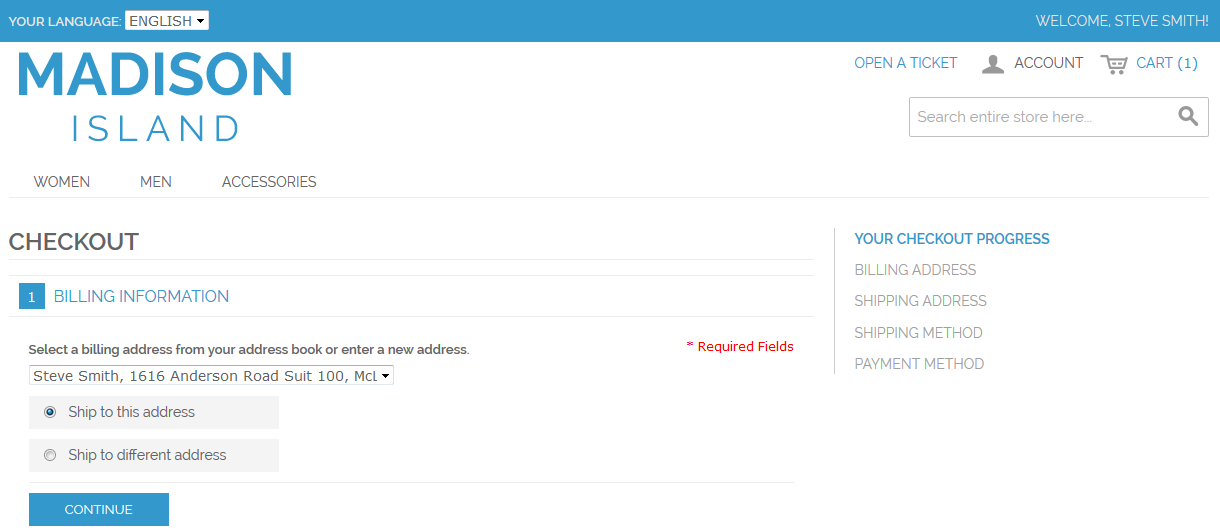 YOUR LANGUAGE: ENGLISH
WELCOME, STEVE SMITH!
MADISON
ISLAND
OPEN A TICKET ACCOUNT CART (1)
Search entire store here...
WOMEN MEN ACCESSORIES
CHECKOUT
1 BILLING INFORMATION
Select a billing address from your address book or enter a new address.
* Required Fields
Steve Smith, 1616 Anderson Road Suit 100, McL
Ship to this address
Ship to different address
CONTINUE
YOUR CHECKOUT PROGRESS
BILLING ADDRESS
SHIPPING ADDRESS
SHIPPING METHOD
PAYMENT METHOD